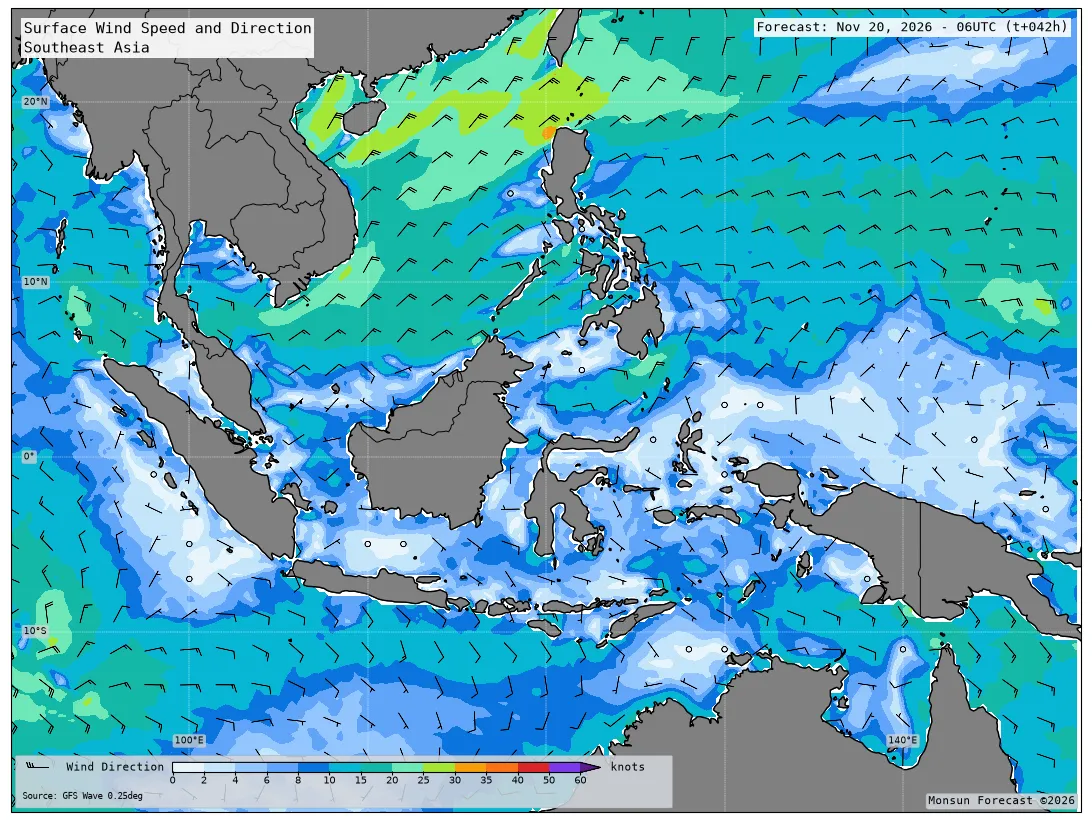 Surface Wind Speed and Direction
Southeast Asia
Forecast: Nov 20, 2026 - 06UTC (t+042h)
20°N
10°N
0°
10°S
100°E
140°E
Wind Direction
knots
0 2 4 6 8 10 15 20 25 30 35 40 50 60
Source: GFS Wave 0.25deg
Monsun Forecast ©2026